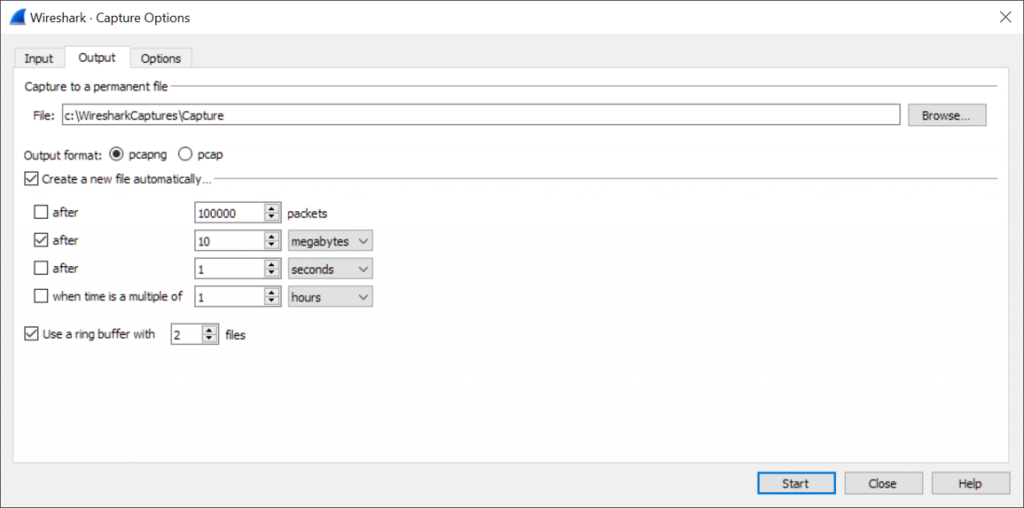 Wireshark · Capture Options
Input Output Options
Capture to a permanent file
File: c:\WiresharkCaptures\Capture Browse...
Output format: pcapng pcap
Create a new file automatically...
after 100000 packets
after 10 megabytes
after 1 seconds
when time is a multiple of 1 hours
Use a ring buffer with 2 files
Start Close Help